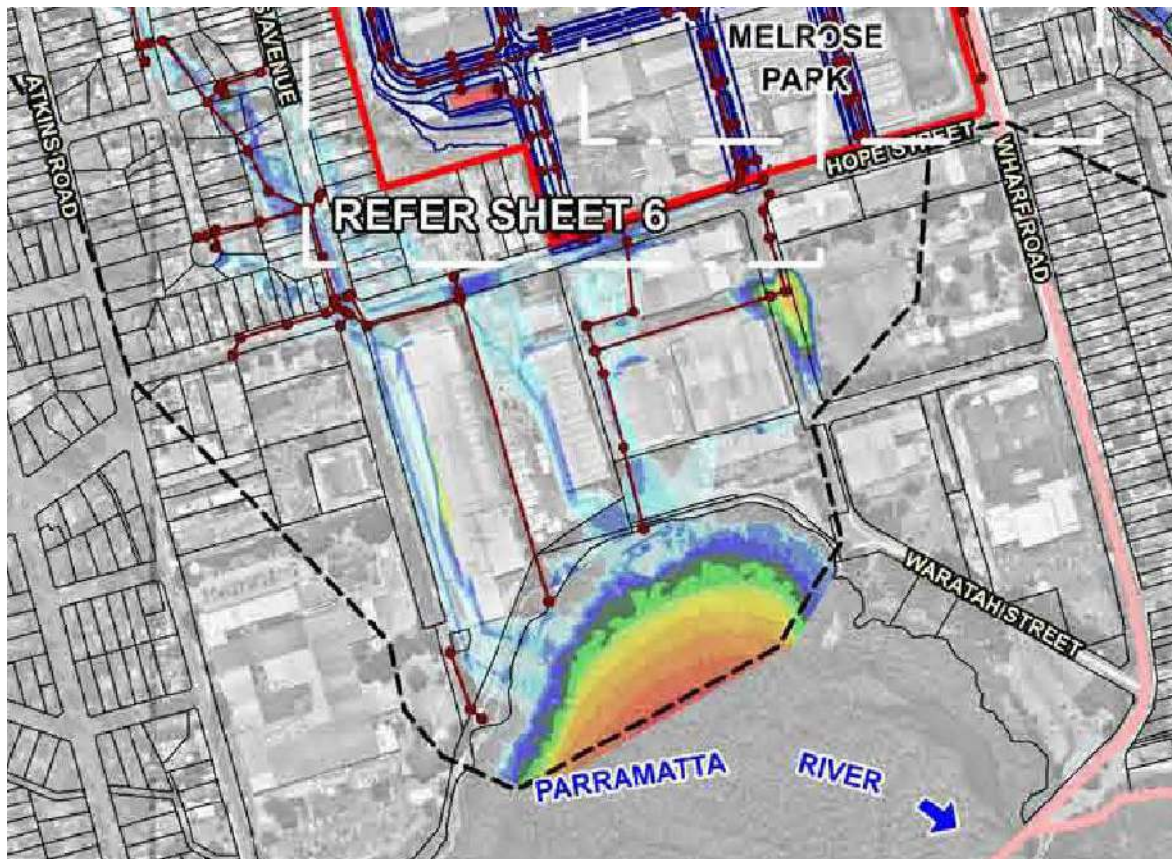 MELROSE
PARK
S AVENUE
ATKINS ROAD
HOPE STREET
WHARF ROAD
REFER SHEET 6
WARATAH STREET
PARRAMATTA
RIVER